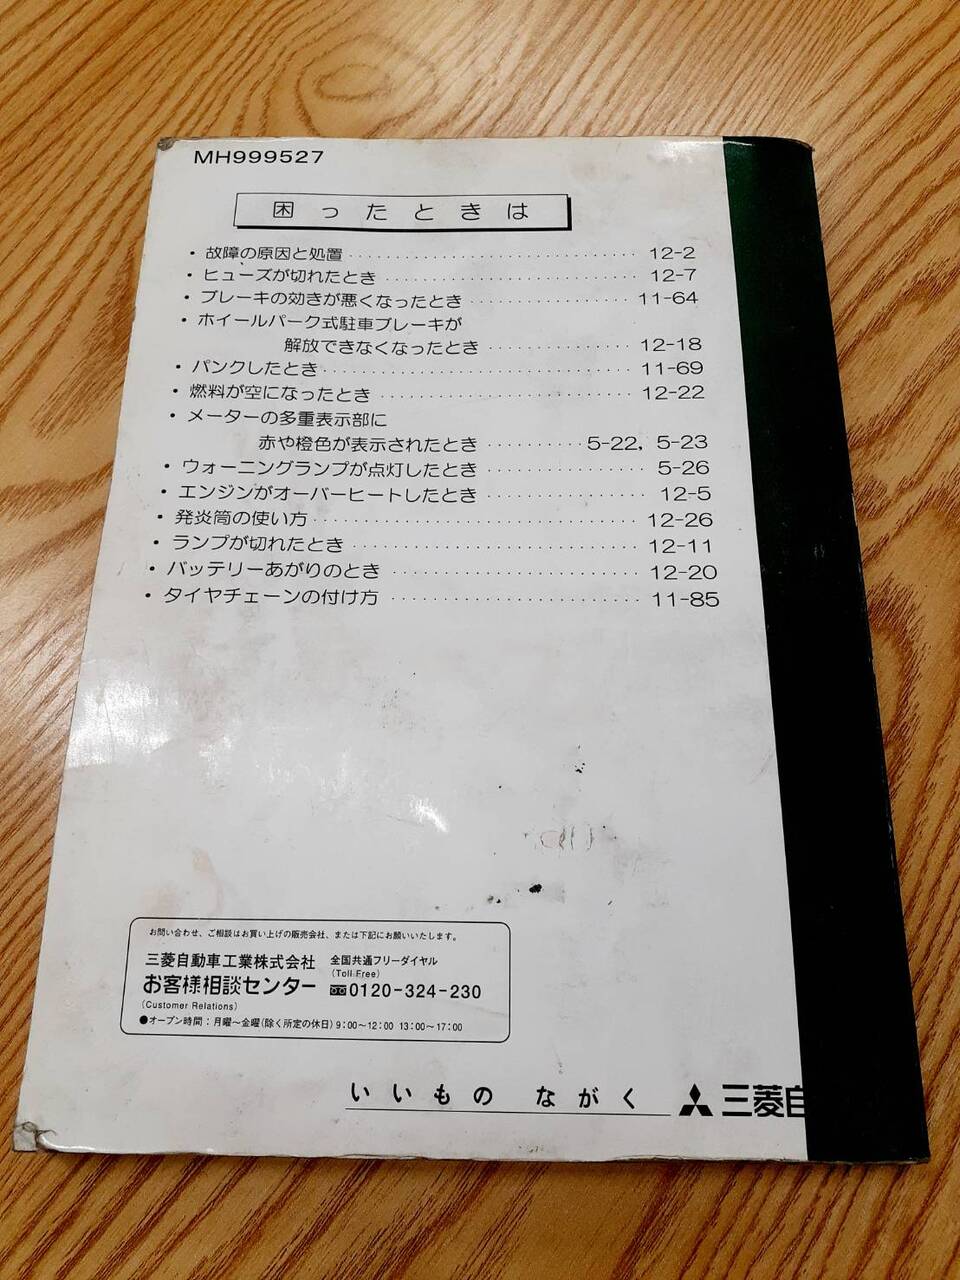 MH999527
困ったときは
・故障の原因と処置 ······························· 12-2
・ヒューズが切れたとき ······························ 12-7
・ブレーキの効きが悪くなったとき ·················· 11-64
・ホイールパーク式駐車ブレーキが
解放できなくなったとき ················ 12-18
・パンクしたとき ································· 11-69
・燃料が空になったとき ···························· 12-22
・メーターの多重表示部に
赤や橙色が表示されたとき ··········5-22，5-23
・ウォーニングランプが点灯したとき ················· 5-26
・エンジンがオーバーヒートしたとき ················· 12-5
・発炎筒の使い方 ·································· 12-26
・ランプが切れたとき ······························ 12-11
・バッテリーあがりのとき ························· 12-20
・タイヤチェーンの付け方 ························· 11-85
お問い合わせ、ご相談はお買い上げの販売会社、または下記にお願いいたします。
三菱自動車工業株式会社 全国共通フリーダイヤル
(Toll Free)
お客様相談センター 0120-324-230
(Customer Relations)
●オープン時間：月曜～金曜(除く所定の休日) 9:00～12:00 13:00～17:00
いいもの ながく 三菱自